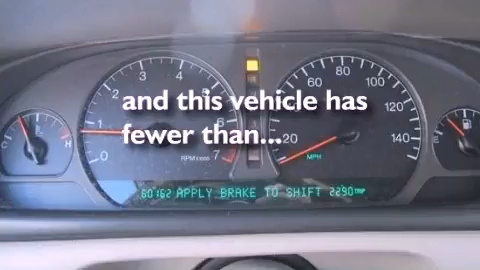 3
4
2
5
1
6
0
7
RPM x1000
C
H
and this vehicle has
fewer than...
60
80
100
120
140
20
MPH
E
60162 APPLY BRAKE TO SHIFT 2290 TRIP